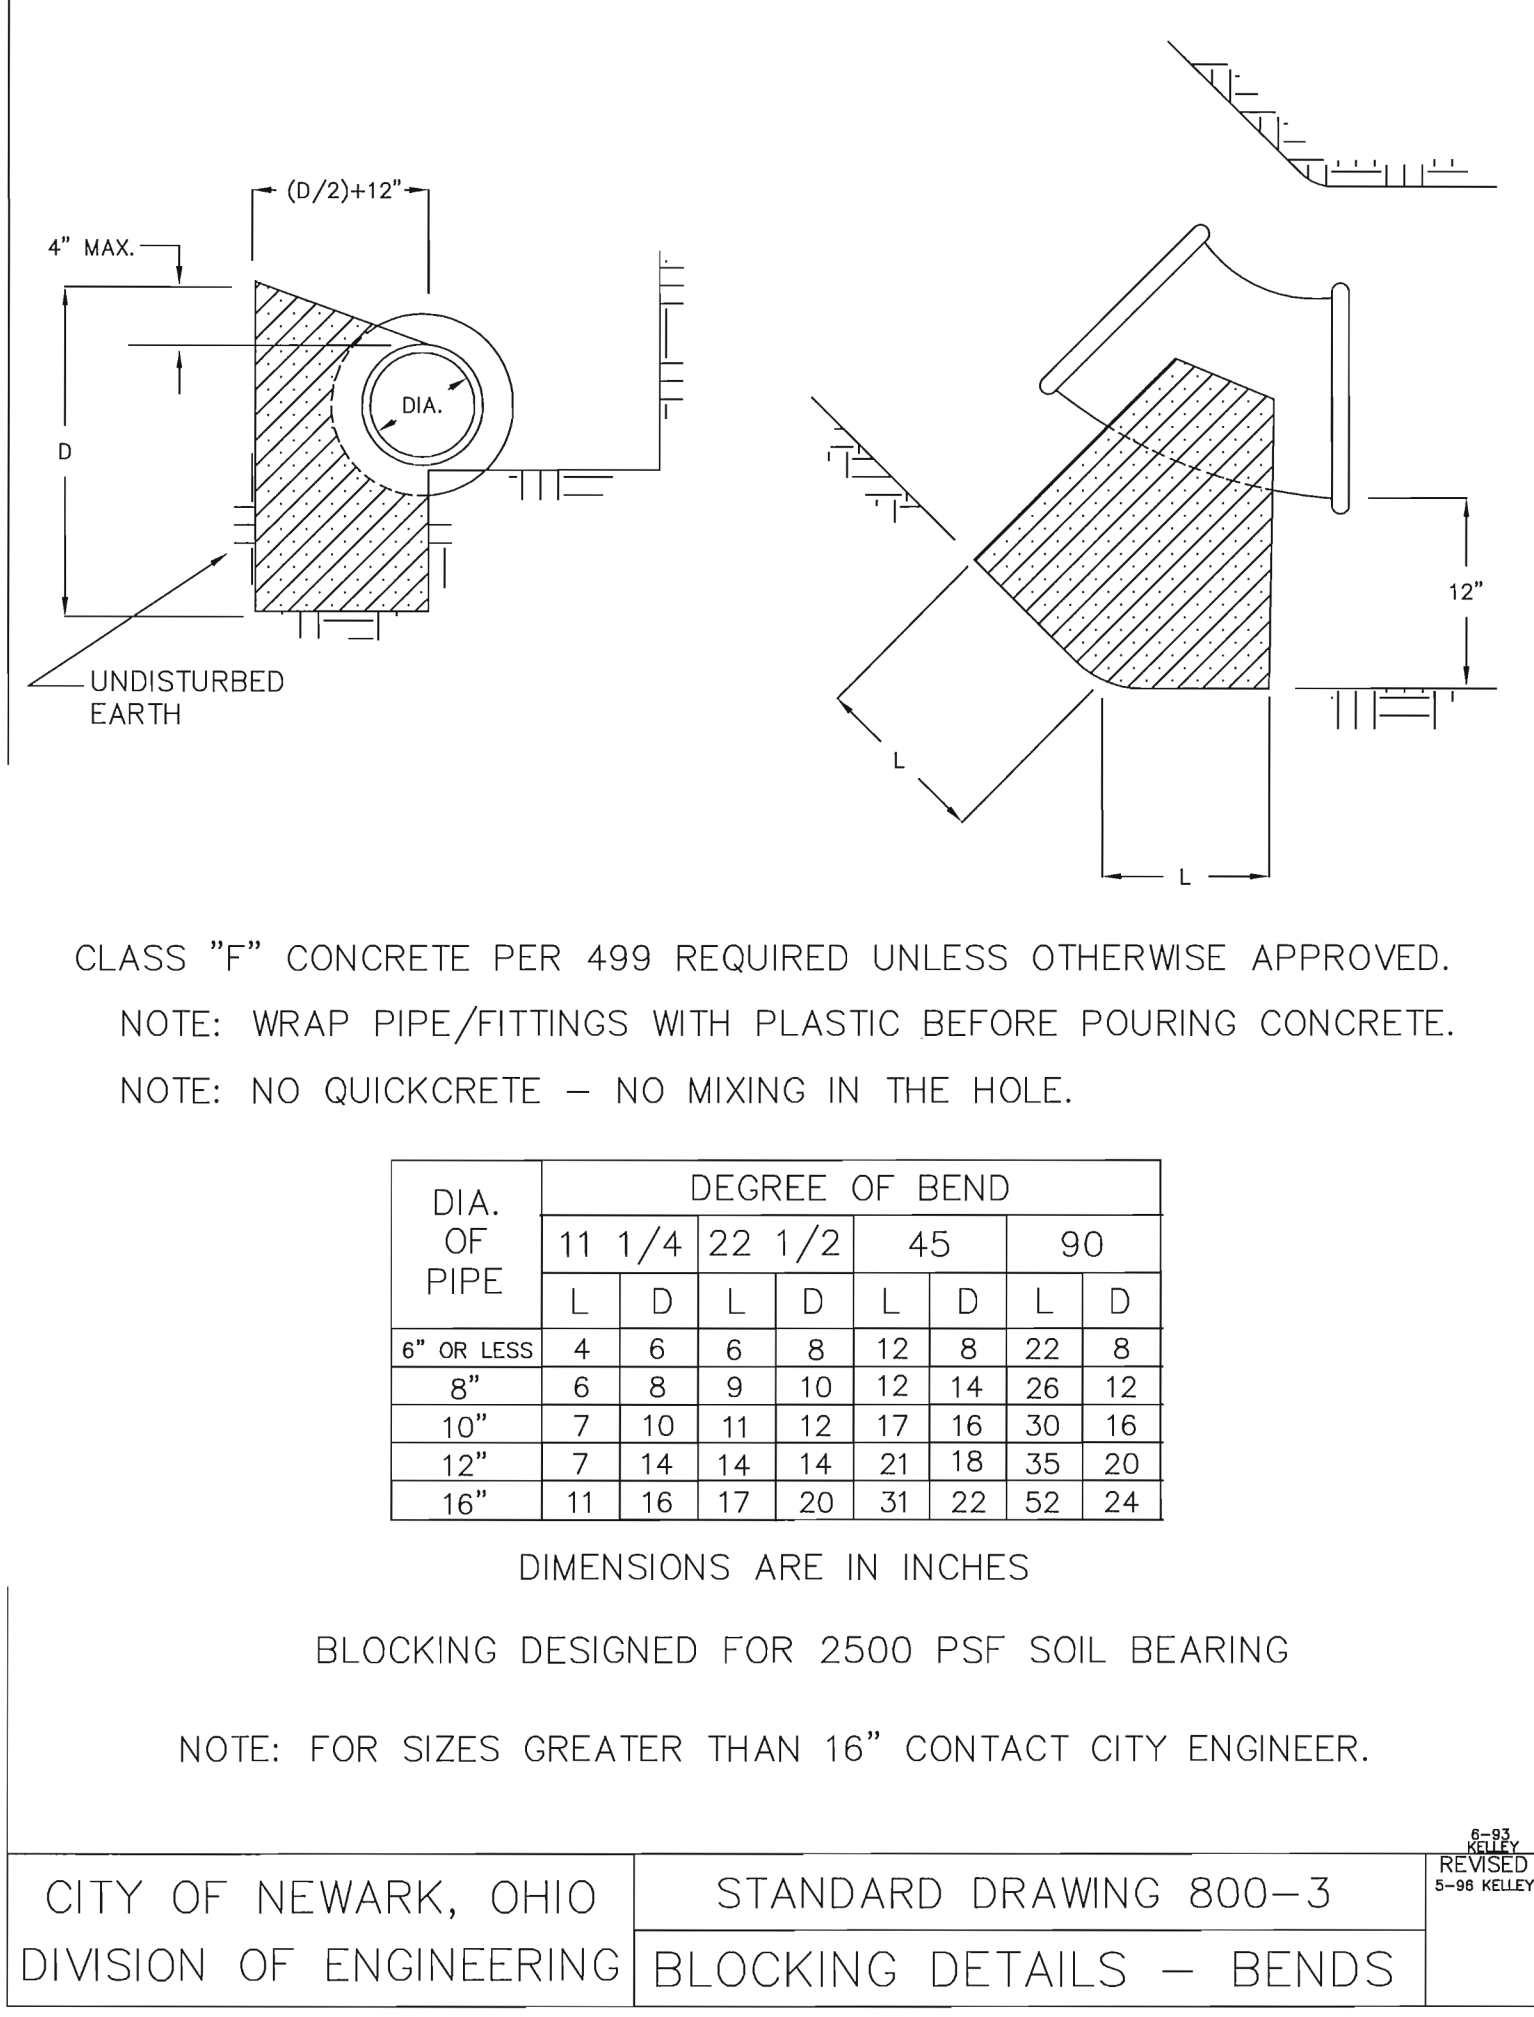 (D/2)+12"
4" MAX.
DIA.
D
12"
UNDISTURBED
EARTH
L
L
CLASS "F" CONCRETE PER 499 REQUIRED UNLESS OTHERWISE APPROVED.
NOTE: WRAP PIPE/FITTINGS WITH PLASTIC BEFORE POURING CONCRETE.
NOTE: NO QUICKCRETE – NO MIXING IN THE HOLE.
DIA. OF PIPE DEGREE OF BEND
11 1/4 22 1/2 45 90
L D L D L D L D
6" OR LESS 4 6 6 8 12 8 22 8
8" 6 8 9 10 12 14 26 12
10" 7 10 11 12 17 16 30 16
12" 7 14 14 14 21 18 35 20
16" 11 16 17 20 31 22 52 24
DIMENSIONS ARE IN INCHES
BLOCKING DESIGNED FOR 2500 PSF SOIL BEARING
NOTE: FOR SIZES GREATER THAN 16" CONTACT CITY ENGINEER.
6-93
KELLEY
REVISED
5-96 KELLEY
CITY OF NEWARK, OHIO
DIVISION OF ENGINEERING
STANDARD DRAWING 800-3
BLOCKING DETAILS – BENDS